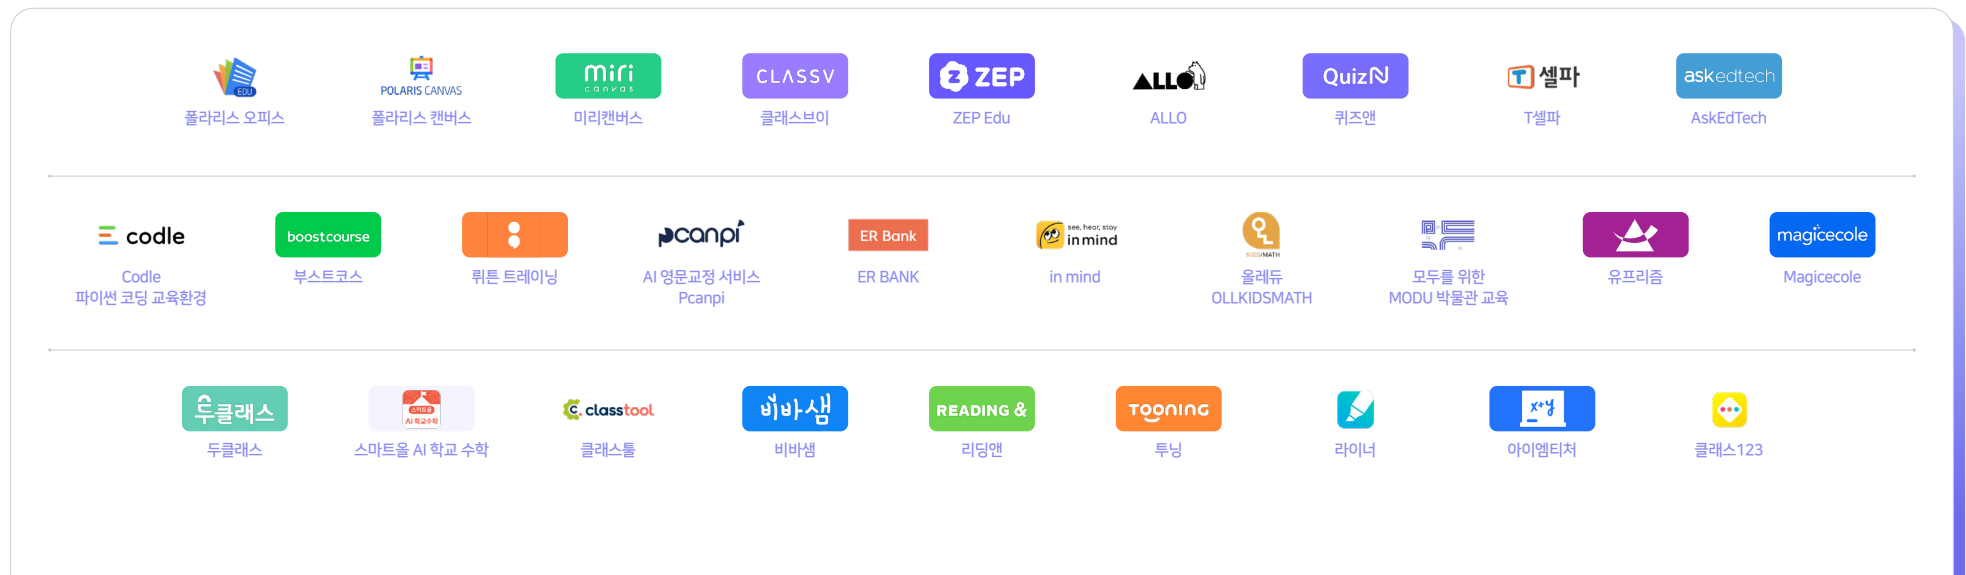 EDU
POLARIS CANVAS
miri
canvas
CLASSV
ZEP
ALLO
QuizN
T 셀파
askedtech
폴라리스 오피스
폴라리스 캔버스
미리캔버스
클래스브이
ZEP Edu
ALLO
퀴즈앤
T셀파
AskEdTech
codle
boostcourse
pcanpi
ER Bank
see, hear, stay
in mind
KIDS/MATH
magicecole
Codle
파이썬 코딩 교육환경
부스트코스
뤼튼 트레이닝
AI 영문교정 서비스
Pcanpi
ER BANK
in mind
올레듀
OLLKIDSMATH
모두를 위한
MODU 박물관 교육
유프리즘
Magicecole
두클래스
스마트올
AI 학교수학
classtool
비바샘
READING &
TOONING
x+y
두클래스
스마트올 AI 학교 수학
클래스툴
비바샘
리딩앤
투닝
라이너
아이엠티처
클래스123